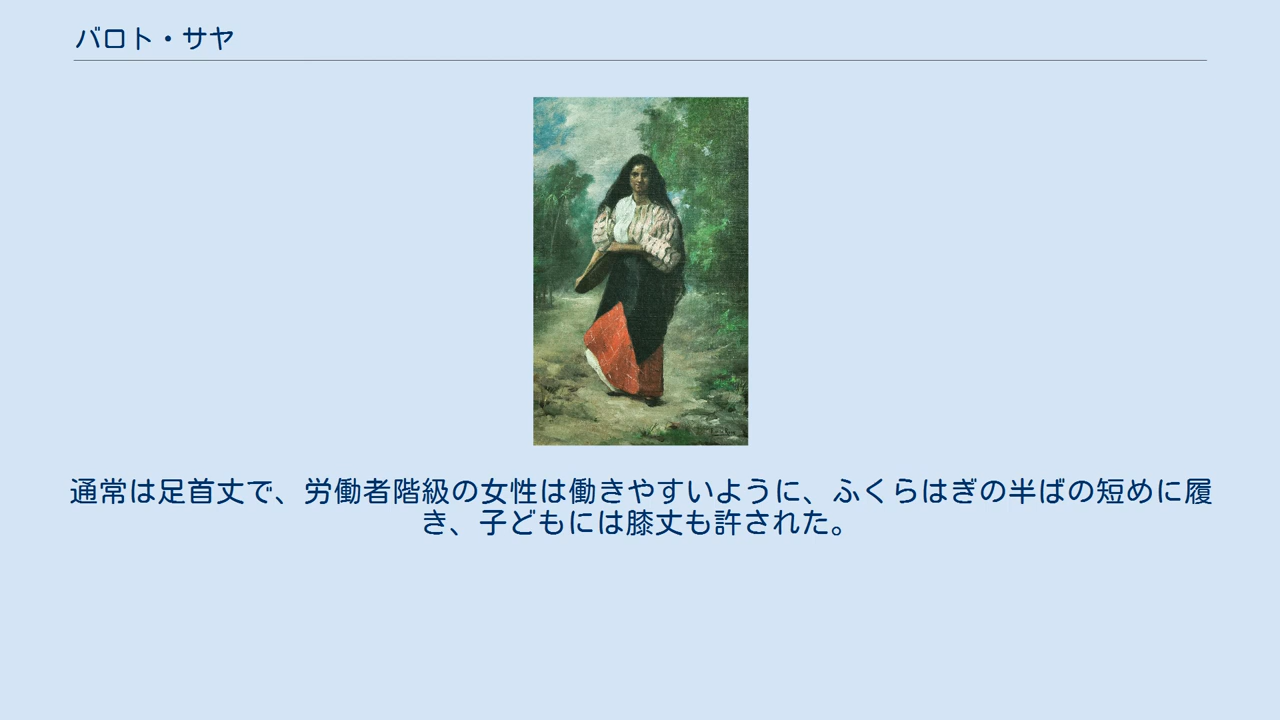 バロト・サヤ
通常は足首丈で、労働者階級の女性は働きやすいように、ふくらはぎの半ばの短めに履
き、子どもには膝丈も許された。